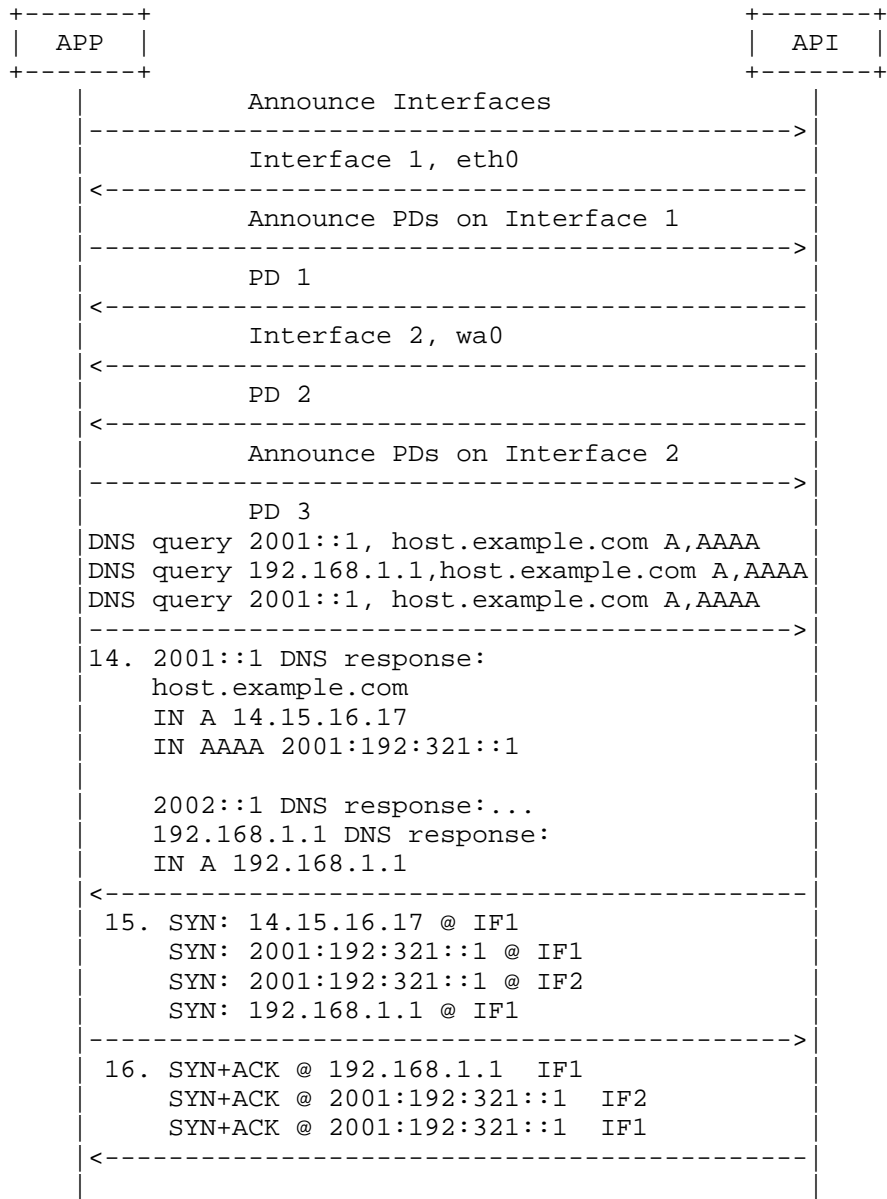 APP API
Announce Interfaces
Interface 1, eth0
Announce PDs on Interface 1
PD 1
Interface 2, wa0
PD 2
Announce PDs on Interface 2
PD 3
DNS query 2001::1, host.example.com A,AAAA
DNS query 192.168.1.1,host.example.com A,AAAA
DNS query 2001::1, host.example.com A,AAAA
14. 2001::1 DNS response:
host.example.com
IN A 14.15.16.17
IN AAAA 2001:192:321::1
2002::1 DNS response:...
192.168.1.1 DNS response:
IN A 192.168.1.1
15. SYN: 14.15.16.17 @ IF1
SYN: 2001:192:321::1 @ IF1
SYN: 2001:192:321::1 @ IF2
SYN: 192.168.1.1 @ IF1
16. SYN+ACK @ 192.168.1.1 IF1
SYN+ACK @ 2001:192:321::1 IF2
SYN+ACK @ 2001:192:321::1 IF1